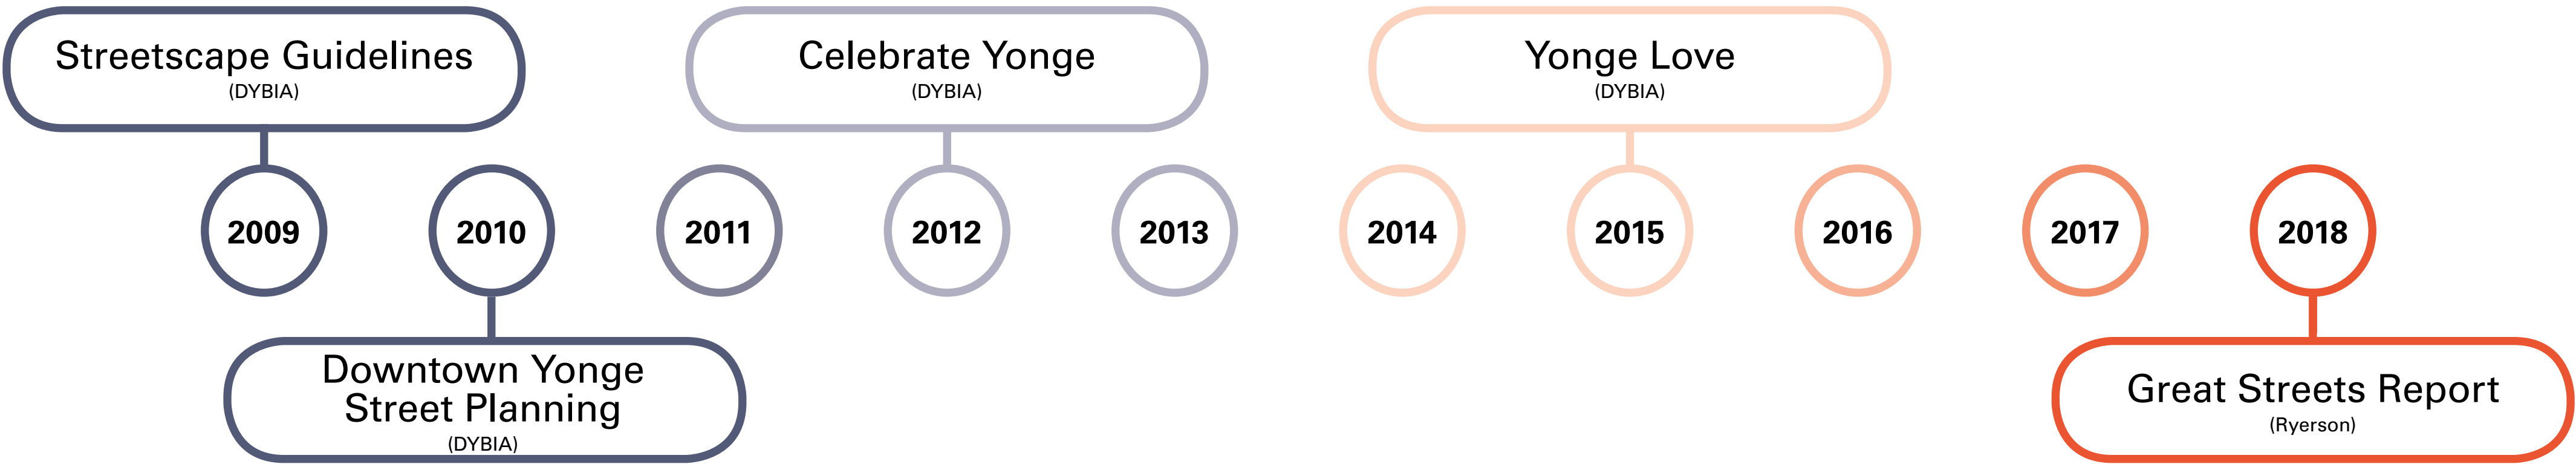 Streetscape Guidelines
(DYBIA)
Celebrate Yonge
(DYBIA)
Yonge Love
(DYBIA)
2009
2010
2011
2012
2013
2014
2015
2016
2017
2018
Downtown Yonge
Street Planning
(DYBIA)
Great Streets Report
(Ryerson)